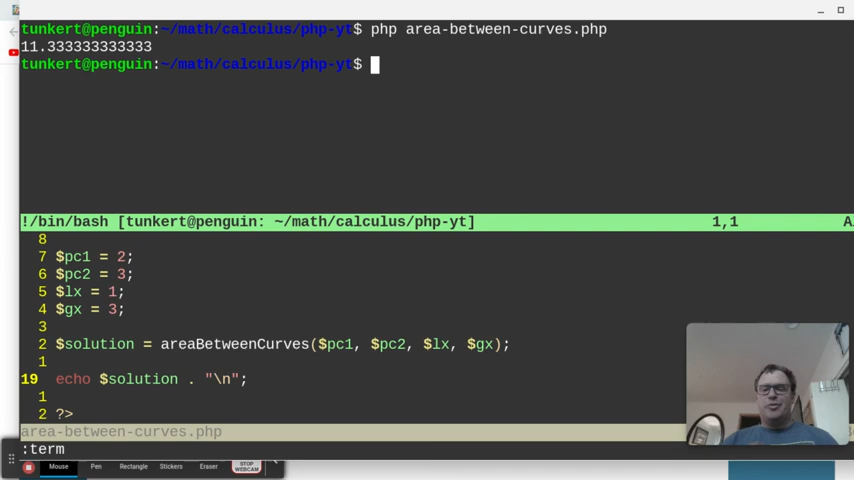 tunkert@penguin:~/math/calculus/php-yt$ php area-between-curves.php
11.333333333333
tunkert@penguin:~/math/calculus/php-yt$
!/bin/bash [tunkert@penguin: ~/math/calculus/php-yt] 1,1 A
8
7 $pc1 = 2;
6 $pc2 = 3;
5 $lx = 1;
4 $gx = 3;
3
2 $solution = areaBetweenCurves($pc1, $pc2, $lx, $gx);
1
19 echo $solution . "\n";
1
2 ?>
area-between-curves.php
:term
Mouse Pen Rectangle Stickers Eraser STOP WEBCAM